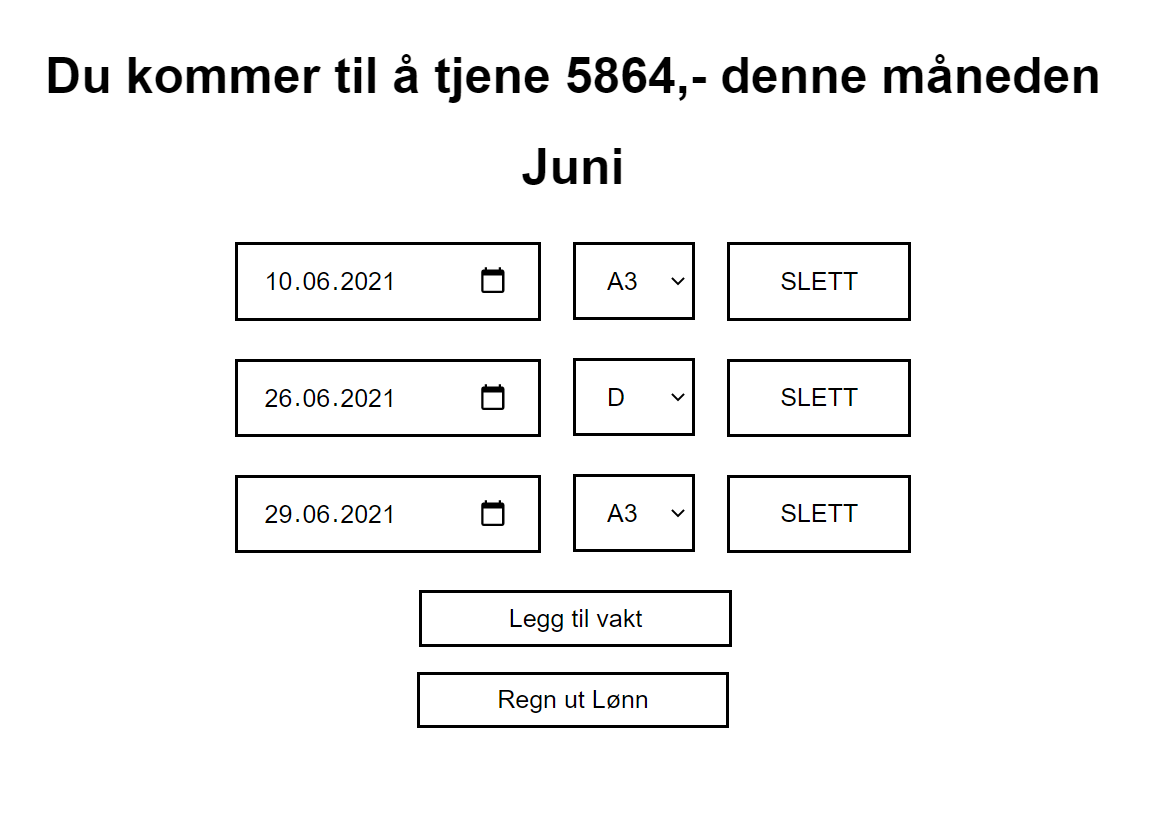 Du kommer til å tjene 5864,- denne måneden
Juni
10.06.2021 A3 SLETT
26.06.2021 D SLETT
29.06.2021 A3 SLETT
Legg til vakt
Regn ut Lønn